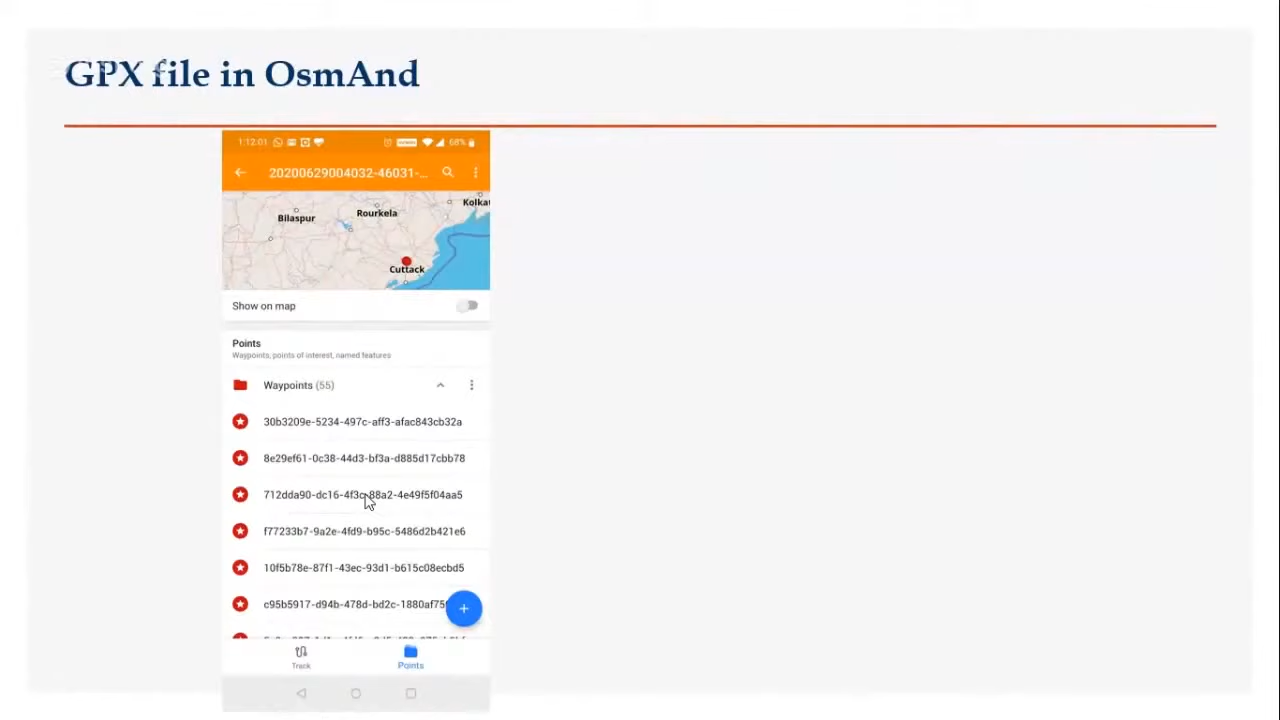 GPX file in OsmAnd
1:12:01
68%
20200629004032-46031-...
Kolkat
Bilaspur
Rourkela
Cuttack
Show on map
Points
Waypoints, points of interest, named features
Waypoints (55)
30b3209e-5234-497c-aff3-afac843cb32a
8e29ef61-0c38-44d3-bf3a-d885d17cbb78
712dda90-dc16-4f3c-88a2-4e49f5f04aa5
f77233b7-9a2e-4fd9-b95c-5486d2b421e6
10f5b78e-87f1-43ec-93d1-b615c08ecbd5
c95b5917-d94b-478d-bd2c-1880af75
Track
Points